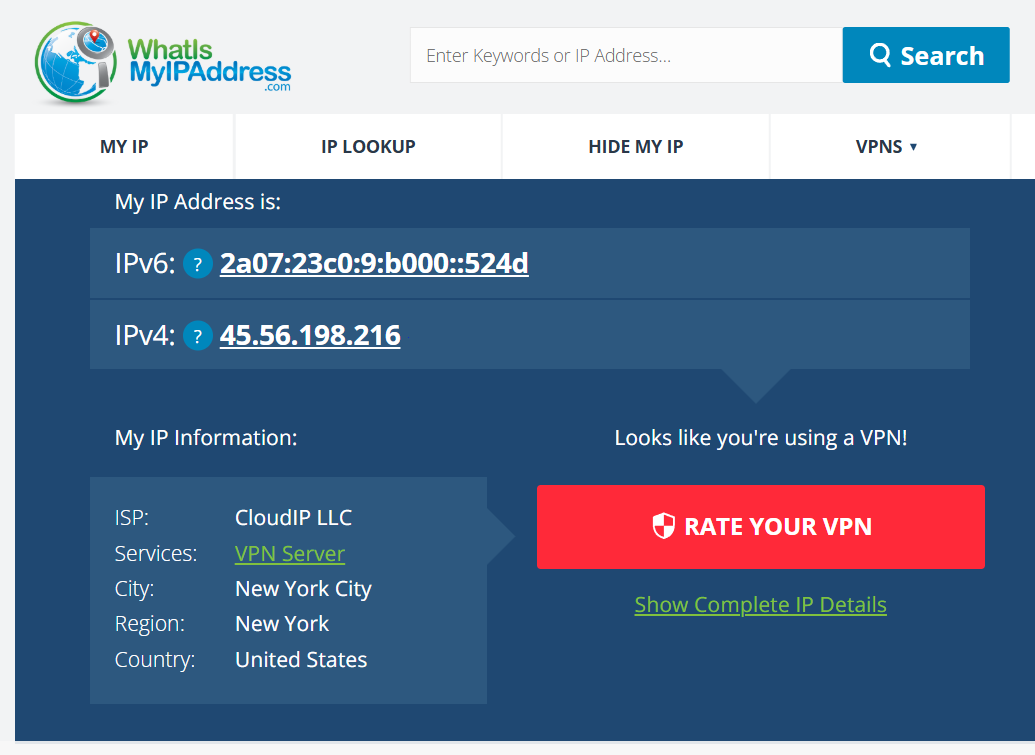 WhatIs
MyIPAddress
.com
Enter Keywords or IP Address...
Search
MY IP
IP LOOKUP
HIDE MY IP
VPNS ▾
My IP Address is:
IPv6: ? 2a07:23c0:9:b000::524d
IPv4: ? 45.56.198.216
My IP Information:
Looks like you're using a VPN!
ISP: CloudIP LLC
Services: VPN Server
City: New York City
Region: New York
Country: United States
RATE YOUR VPN
Show Complete IP Details